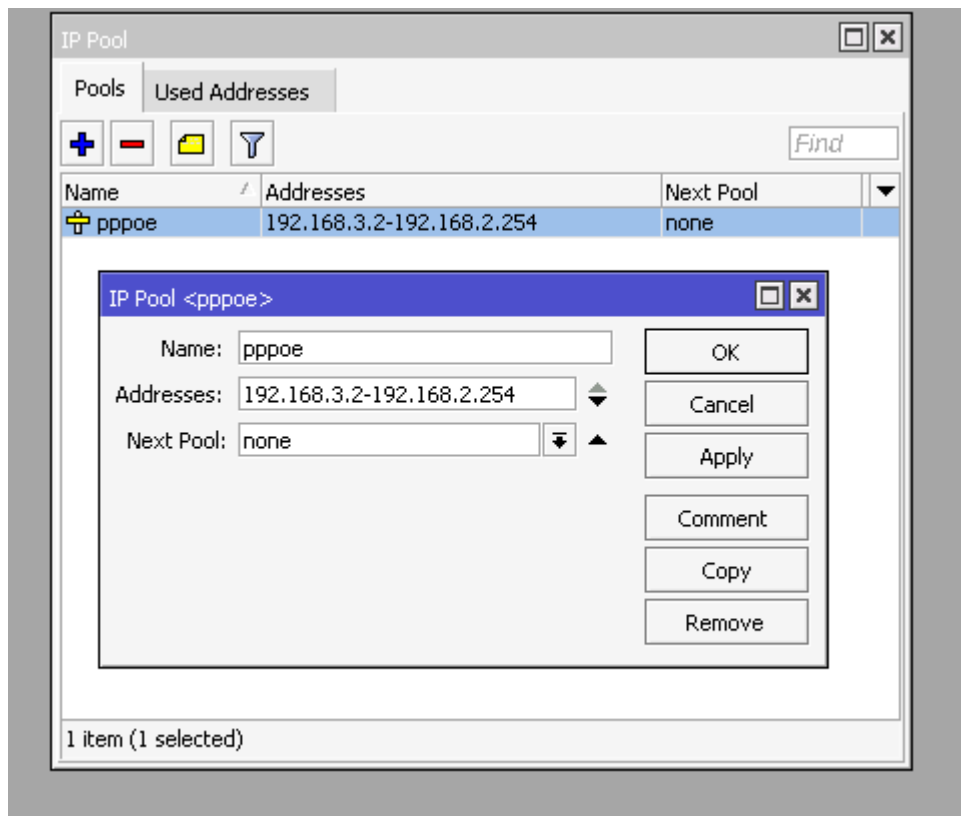 IP Pool
Pools Used Addresses
Find
Name Addresses Next Pool
pppoe 192.168.3.2-192.168.2.254 none
IP Pool <pppoe>
Name: pppoe OK
Addresses: 192.168.3.2-192.168.2.254 Cancel
Next Pool: none Apply
Comment
Copy
Remove
1 item (1 selected)